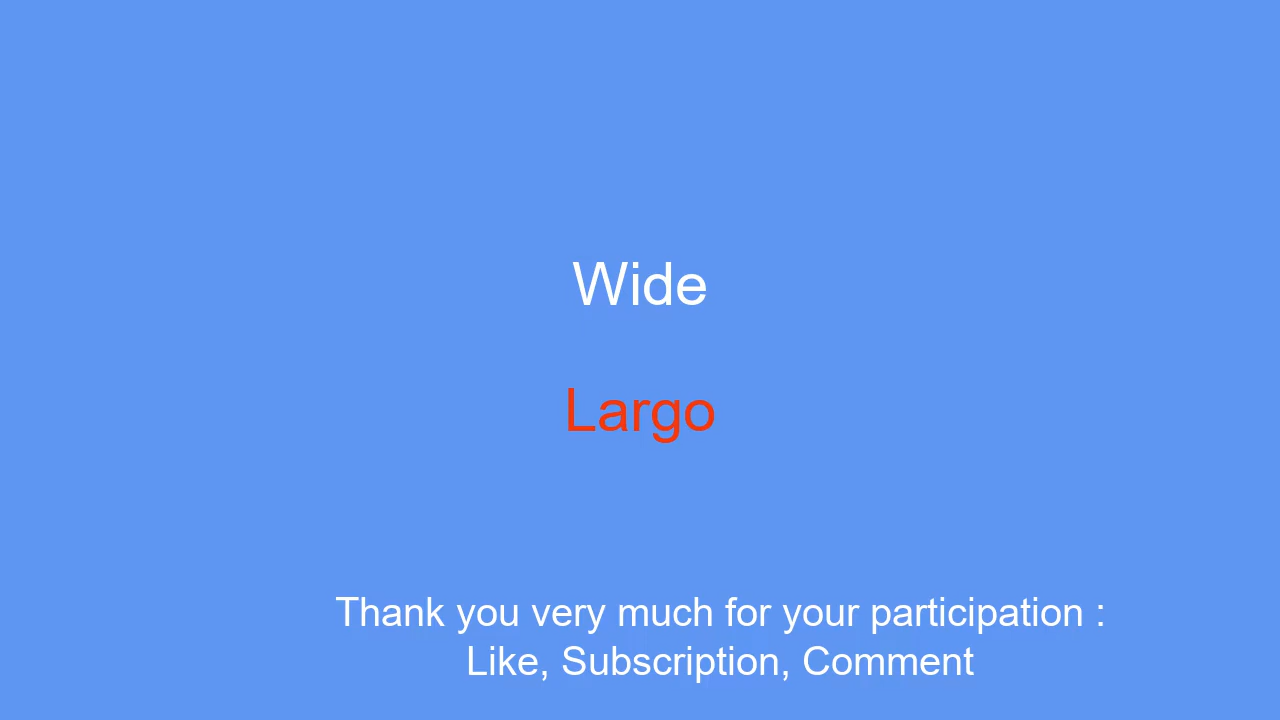 Wide
Largo
Thank you very much for your participation :
Like, Subscription, Comment